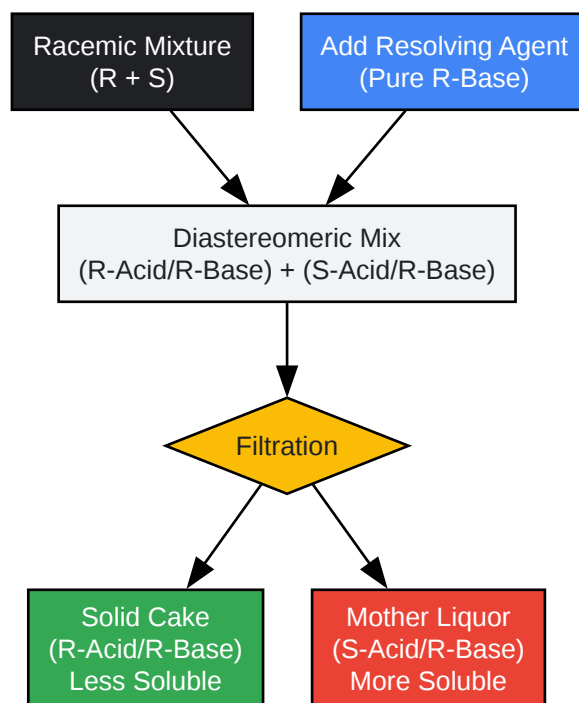 Racemic Mixture
(R + S)
Add Resolving Agent
(Pure R-Base)
Diastereomeric Mix
(R-Acid/R-Base) + (S-Acid/R-Base)
Filtration
Solid Cake
(R-Acid/R-Base)
Less Soluble
Mother Liquor
(S-Acid/R-Base)
More Soluble